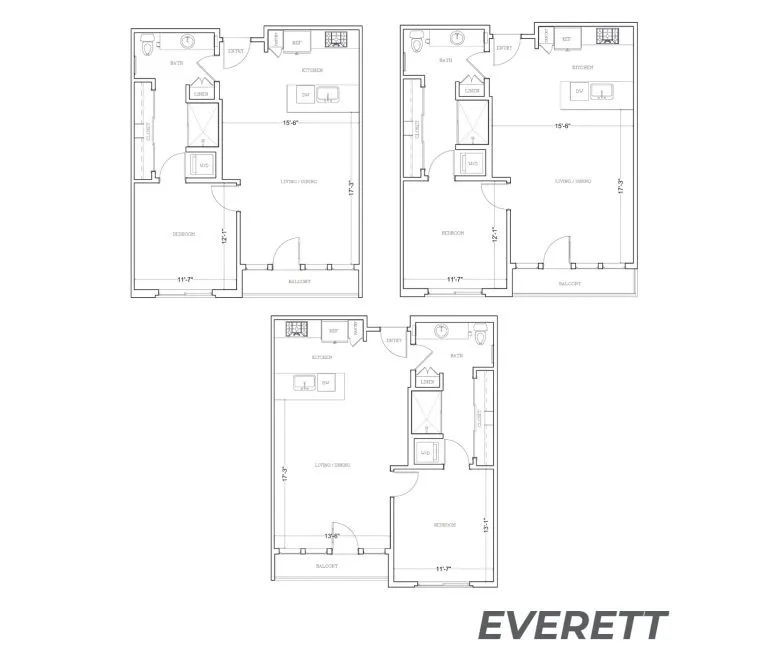 ENTRY
PANTRY
REF
BATH
KITCHEN
LINEN
DW
15'-6"
CLOSET
W/D
LIVING / DINING
17'-3"
BEDROOM
12'-1"
11'-7"
BALCONY
ENTRY
PANTRY
REF
BATH
KITCHEN
LINEN
DW
15'-6"
CLOSET
W/D
LIVING / DINING
17'-3"
BEDROOM
12'-1"
11'-7"
BALCONY
REF
PANTRY
ENTRY
KITCHEN
BATH
DW
LINEN
CLOSET
W/D
LIVING / DINING
17'-3"
BEDROOM
13'-1"
13'-6"
BALCONY
11'-7"
EVERETT